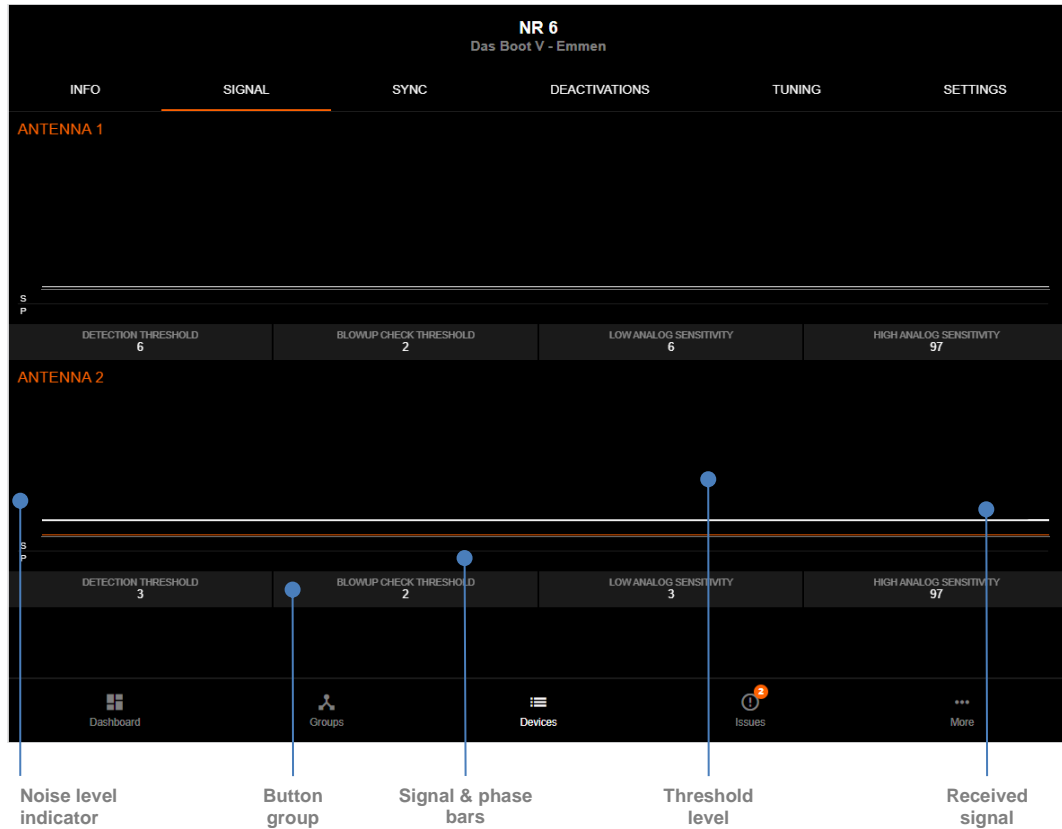 NR 6
Das Boot V - Emmen
INFO SIGNAL SYNC DEACTIVATIONS TUNING SETTINGS
ANTENNA 1
S
P
DETECTION THRESHOLD BLOWUP CHECK THRESHOLD LOW ANALOG SENSITIVITY HIGH ANALOG SENSITIVITY
6 2 6 97
ANTENNA 2
S
P
DETECTION THRESHOLD BLOWUP CHECK THRESHOLD LOW ANALOG SENSITIVITY HIGH ANALOG SENSITIVITY
3 2 3 97
2
Dashboard Groups Devices Issues More
Noise level Button Signal & phase Threshold Received
indicator group bars level signal